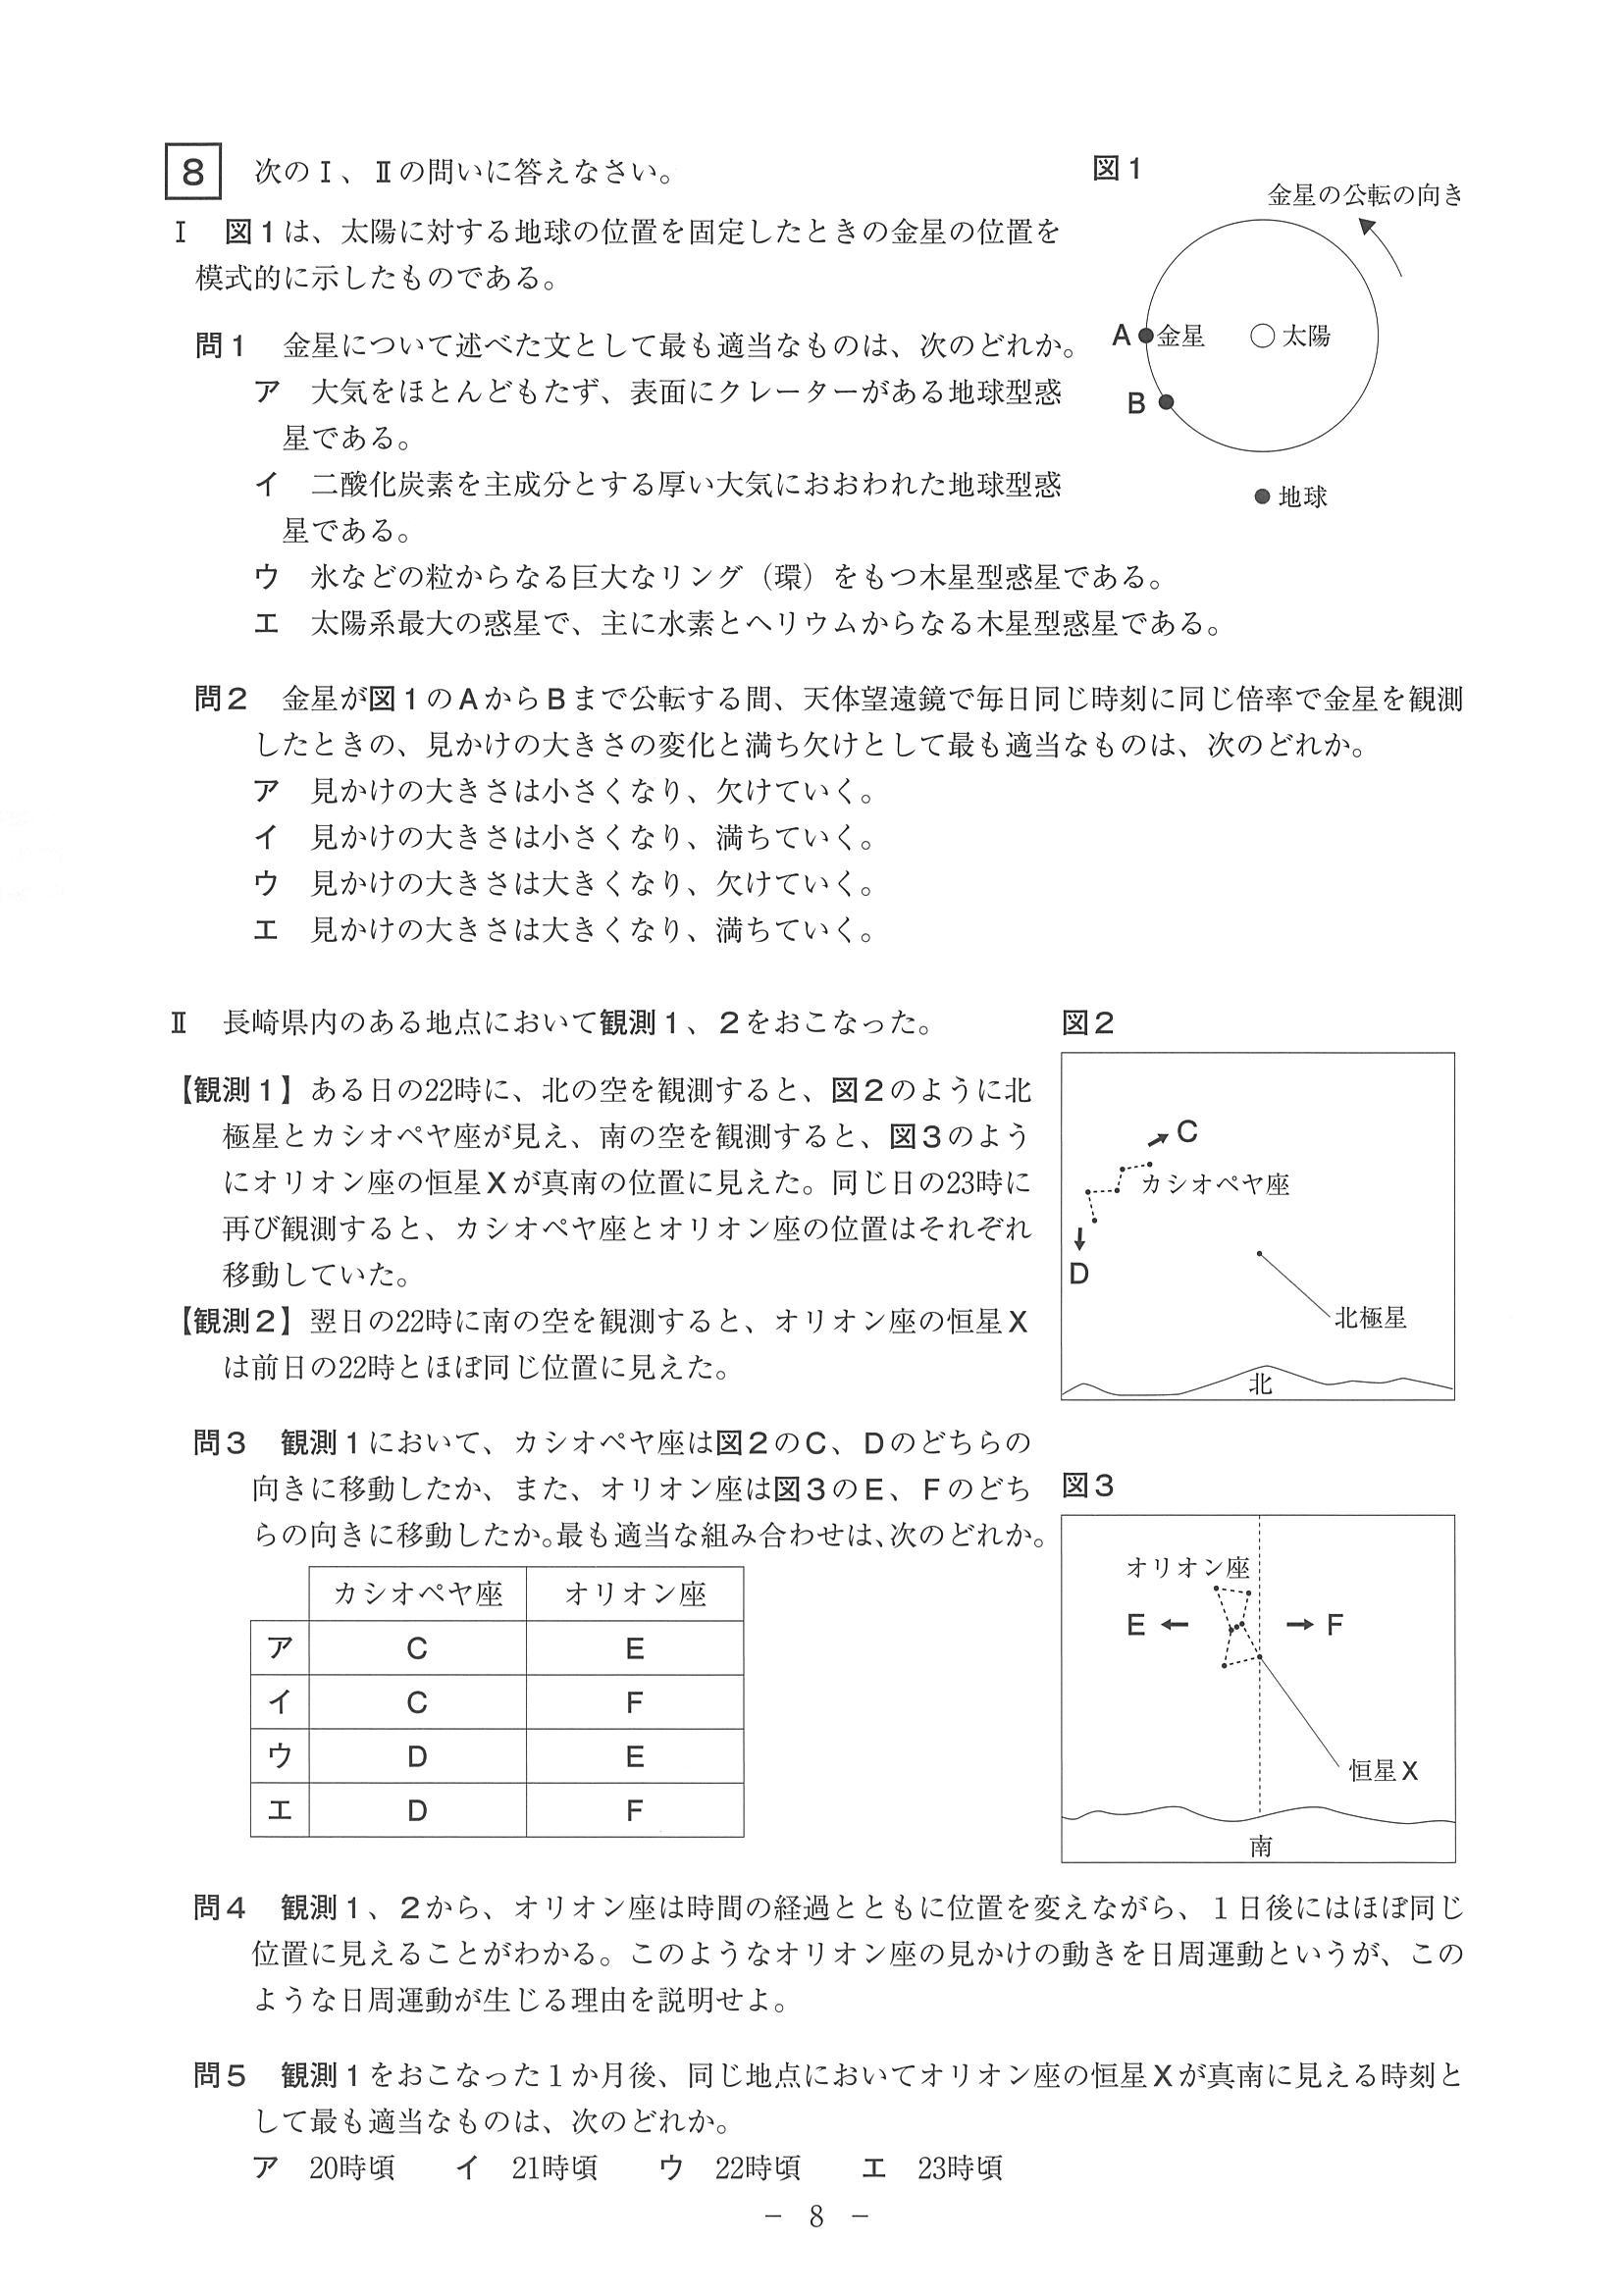 8 次のⅠ、Ⅱの問いに答えなさい。
Ⅰ 図1は、太陽に対する地球の位置を固定したときの金星の位置を
模式的に示したものである。
図1
金星の公転の向き
A
金星
太陽
B
地球
問1 金星について述べた文として最も適当なものは、次のどれか。
ア 大気をほとんどもたず、表面にクレーターがある地球型惑
星である。
イ 二酸化炭素を主成分とする厚い大気におおわれた地球型惑
星である。
ウ 氷などの粒からなる巨大なリング（環）をもつ木星型惑星である。
エ 太陽系最大の惑星で、主に水素とヘリウムからなる木星型惑星である。
問2 金星が図1のAからBまで公転する間、天体望遠鏡で毎日同じ時刻に同じ倍率で金星を観測
したときの、見かけの大きさの変化と満ち欠けとして最も適当なものは、次のどれか。
ア 見かけの大きさは小さくなり、欠けていく。
イ 見かけの大きさは小さくなり、満ちていく。
ウ 見かけの大きさは大きくなり、欠けていく。
エ 見かけの大きさは大きくなり、満ちていく。
Ⅱ 長崎県内のある地点において観測1、2をおこなった。
【観測1】ある日の22時に、北の空を観測すると、図2のように北
極星とカシオペヤ座が見え、南の空を観測すると、図3のよう
にオリオン座の恒星Xが真南の位置に見えた。同じ日の23時に
再び観測すると、カシオペヤ座とオリオン座の位置はそれぞれ
移動していた。
【観測2】翌日の22時に南の空を観測すると、オリオン座の恒星X
は前日の22時とほぼ同じ位置に見えた。
図2
C
カシオペヤ座
D
北極星
北
問3 観測1において、カシオペヤ座は図2のC、Dのどちらの
向きに移動したか、また、オリオン座は図3のE、Fのどち
らの向きに移動したか。最も適当な組み合わせは、次のどれか。
カシオペヤ座 オリオン座
ア C E
イ C F
ウ D E
エ D F
図3
オリオン座
E
F
恒星X
南
問4 観測1、2から、オリオン座は時間の経過とともに位置を変えながら、1日後にはほぼ同じ
位置に見えることがわかる。このようなオリオン座の見かけの動きを日周運動というが、この
ような日周運動が生じる理由を説明せよ。
問5 観測1をおこなった1か月後、同じ地点においてオリオン座の恒星Xが真南に見える時刻と
して最も適当なものは、次のどれか。
ア 20時頃 イ 21時頃 ウ 22時頃 エ 23時頃
－ 8 －